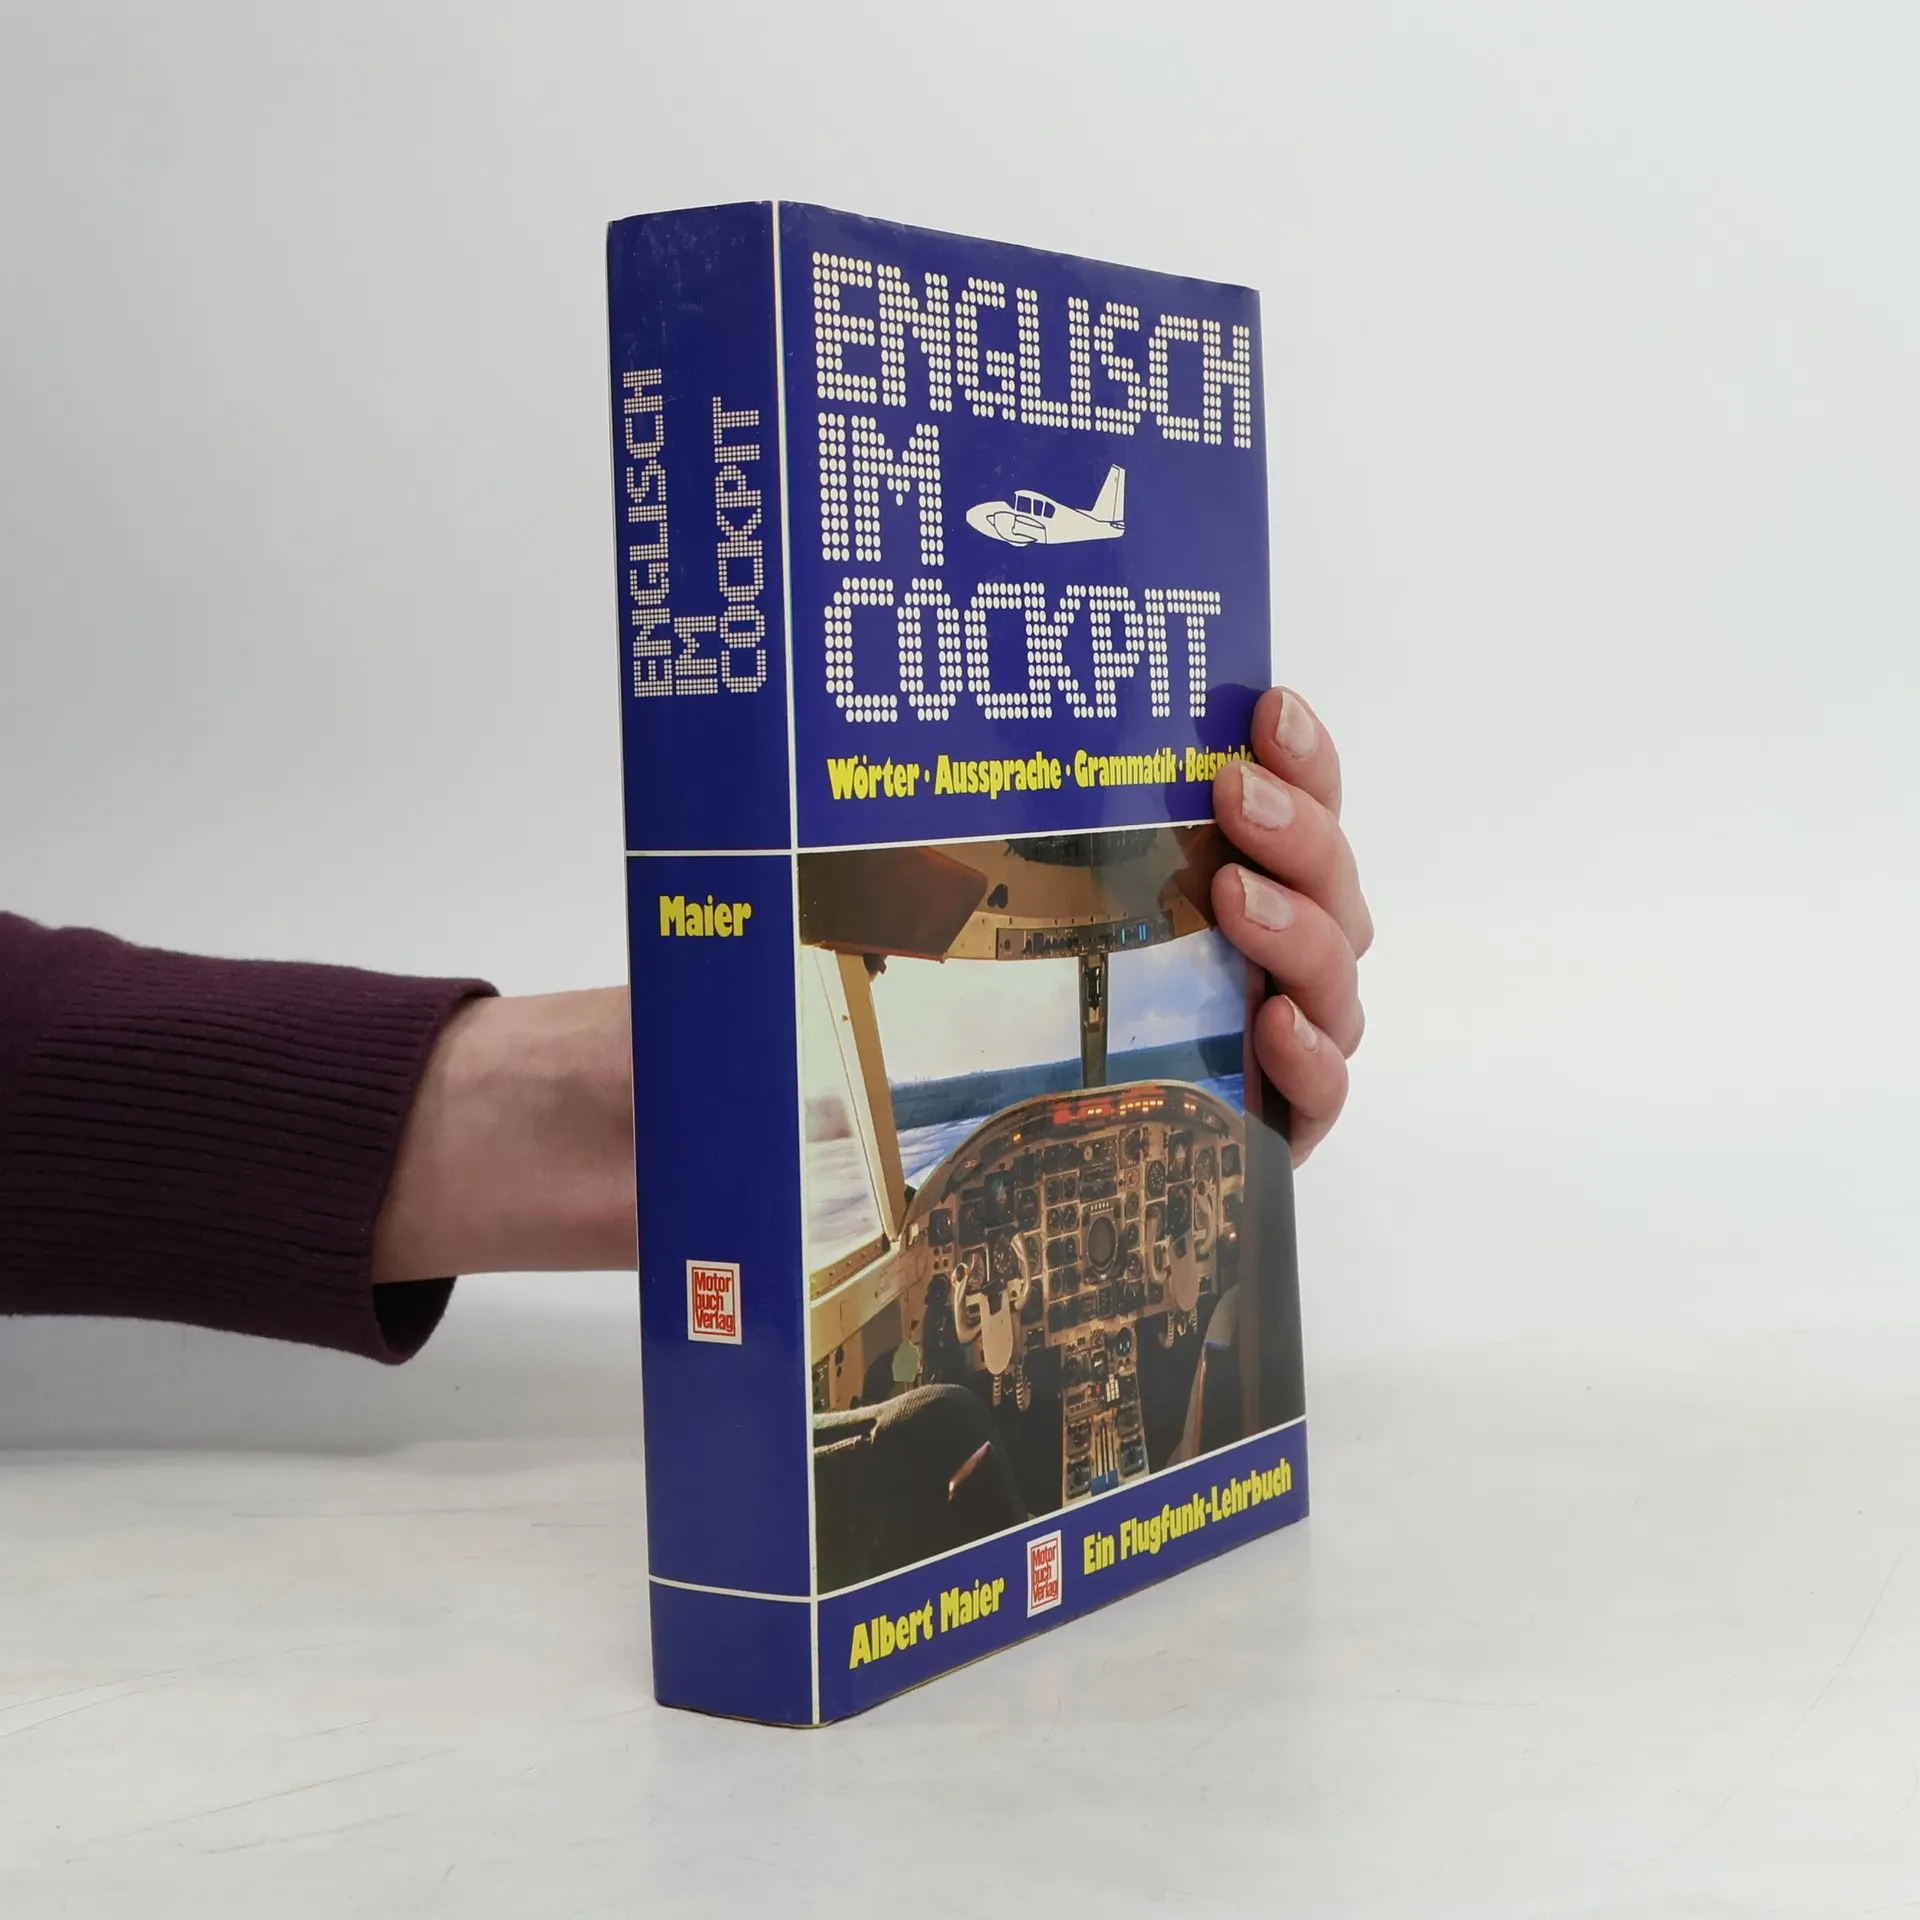 ENGLISCH
IM
COCKPIT
Maier
Motor
buch
Verlag
ENGLISCH
IM
COCKPIT
Wörter · Aussprache · Grammatik · Beispiele
Albert Maier
Motor
buch
Verlag
Ein Flugfunk-Lehrbuch